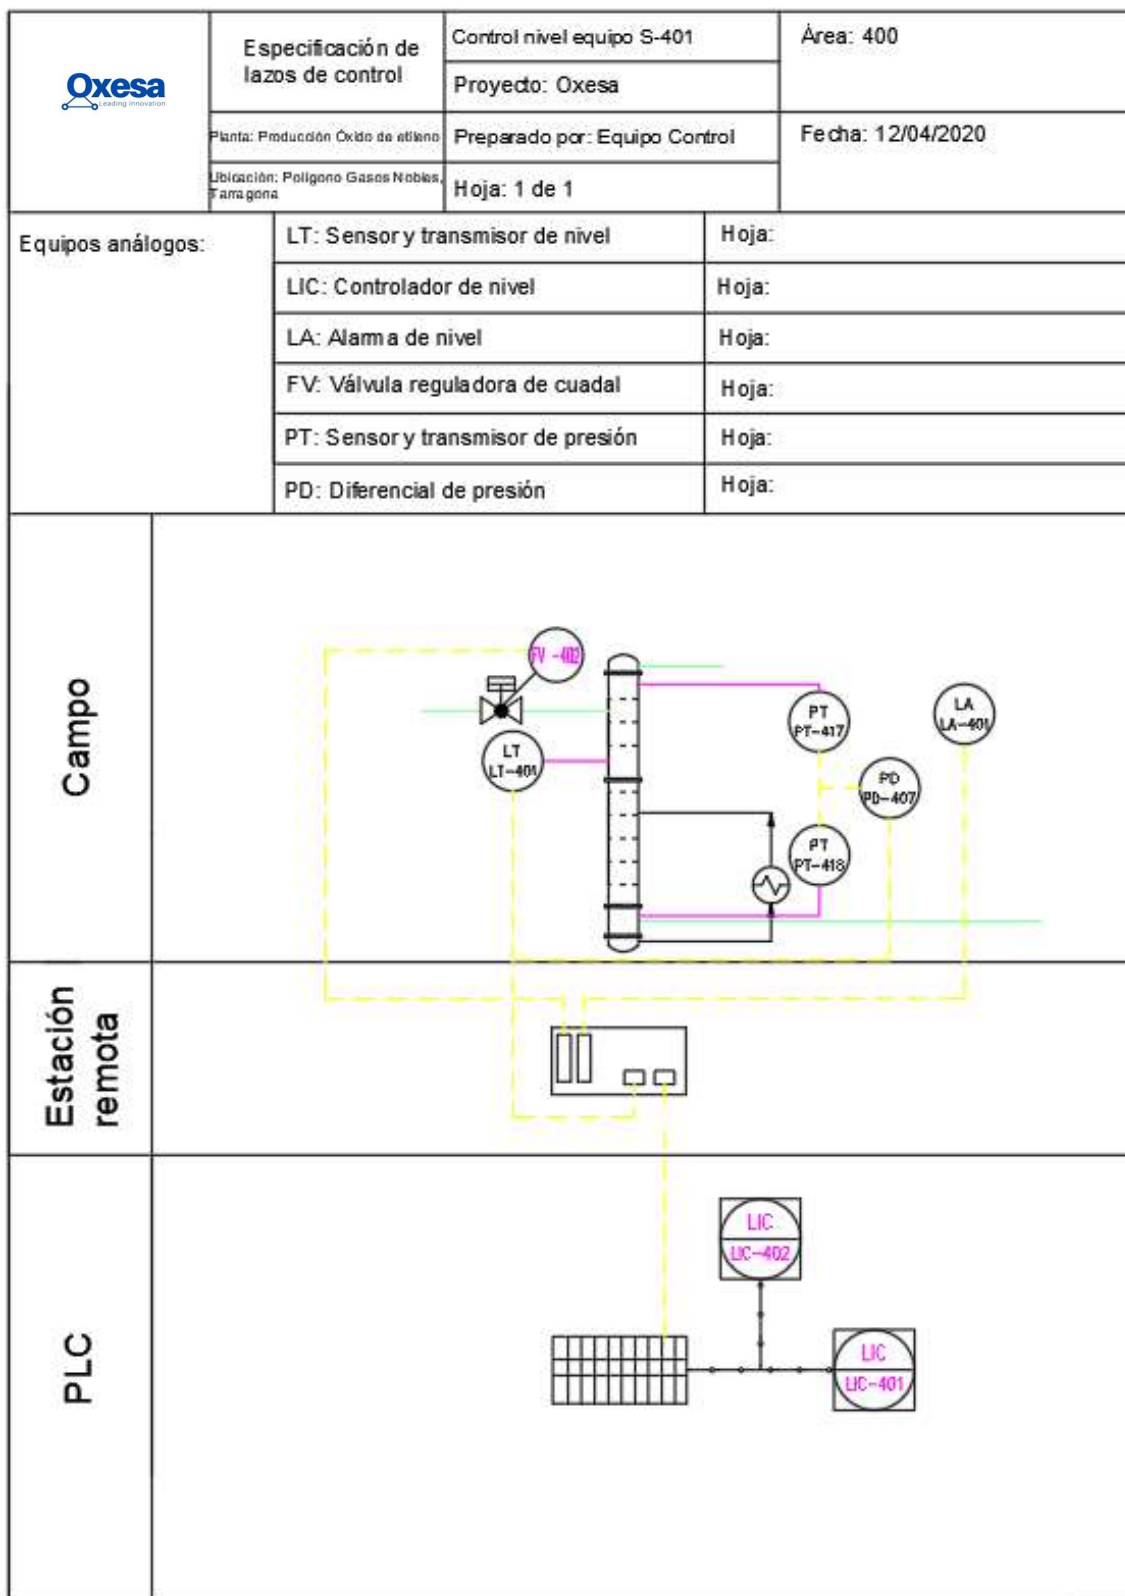 Oxesa
Leading innovation
Especificación de
lazos de control
Planta: Producción Óxido de etileno
Ubicación: Polígono Gases Nobles,
Tarragona
Control nivel equipo S-401
Proyecto: Oxesa
Preparado por: Equipo Control
Hoja: 1 de 1
Área: 400
Fecha: 12/04/2020
Equipos análogos:
LT: Sensor y transmisor de nivel
Hoja:
LIC: Controlador de nivel
Hoja:
LA: Alarma de nivel
Hoja:
FV: Válvula reguladora de cuadal
Hoja:
PT: Sensor y transmisor de presión
Hoja:
PD: Diferencial de presión
Hoja:
Campo
FV -402
LT
LT-401
PT
PT-417
LA
LA-401
PD
PD-407
PT
PT-418
Estación
remota
PLC
LIC
LIC-402
LIC
LIC-401